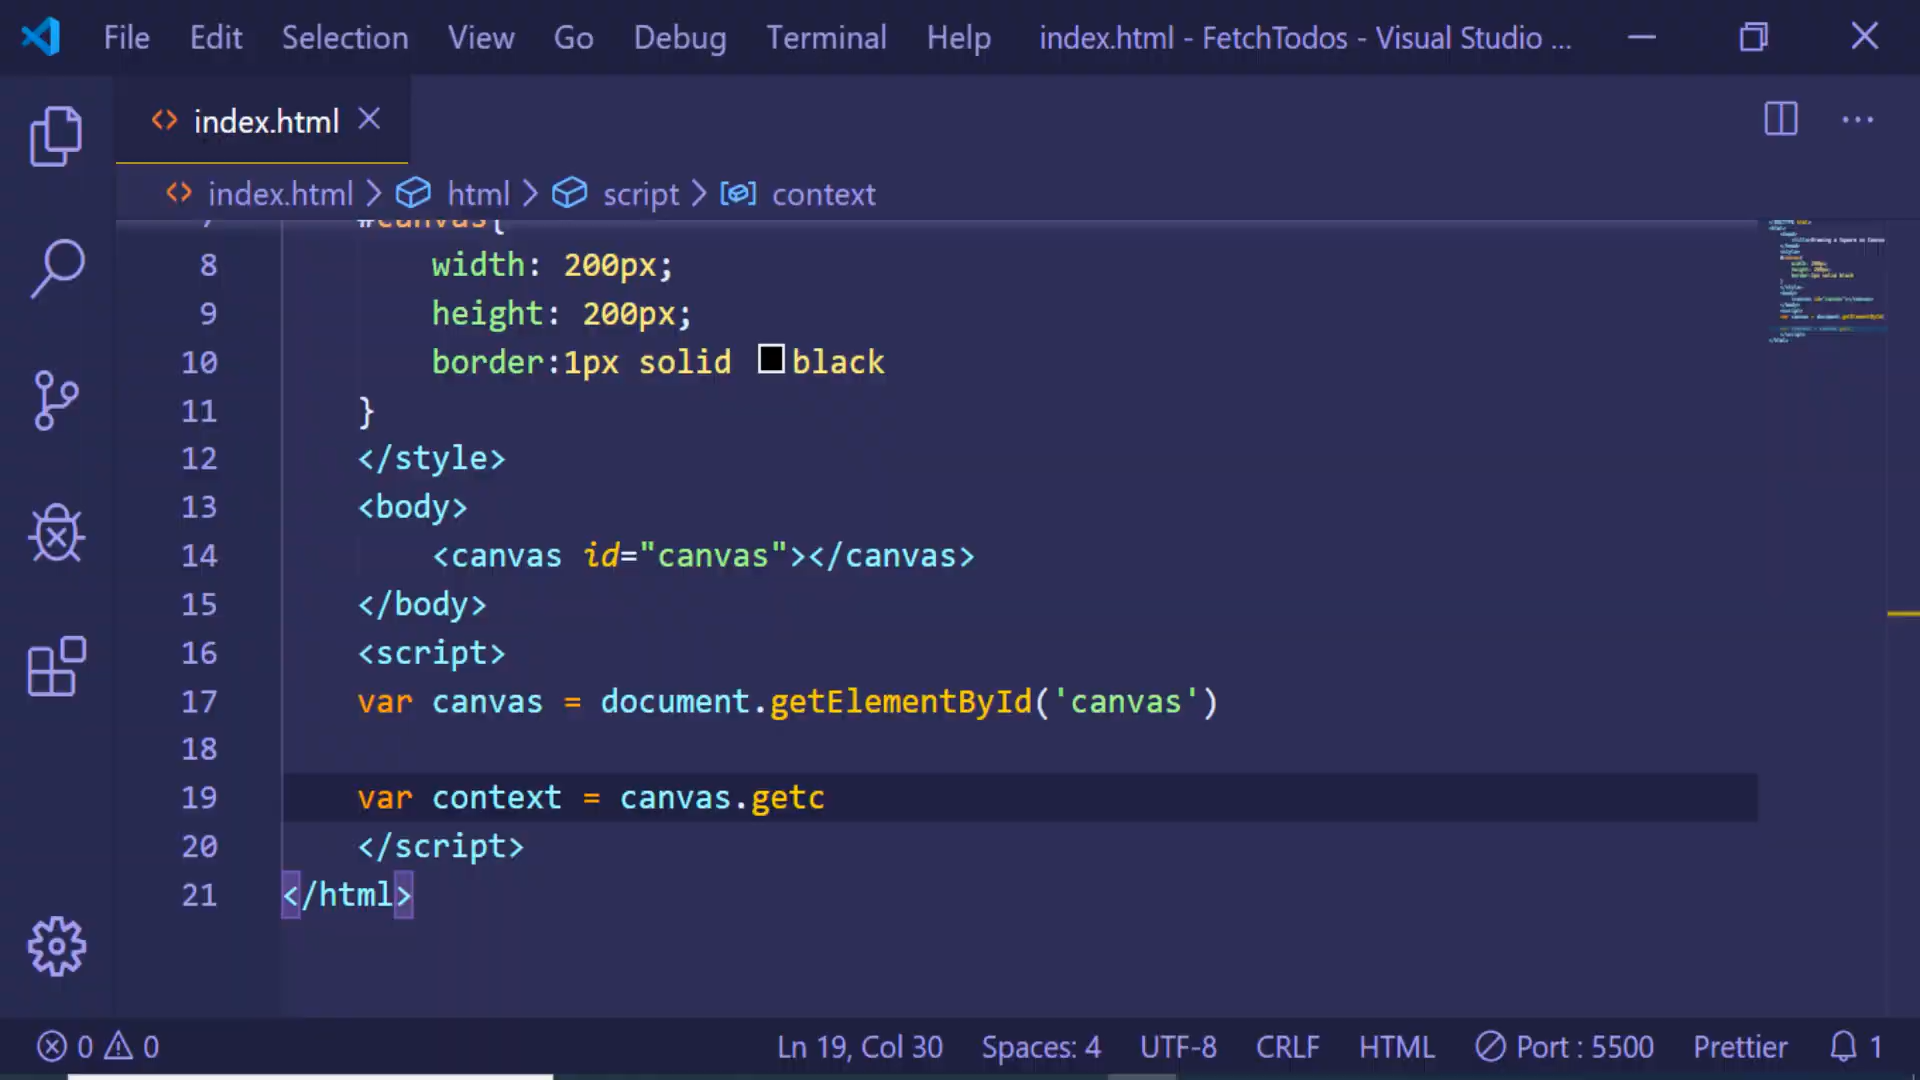 File Edit Selection View Go Debug Terminal Help index.html - FetchTodos - Visual Studio ...
index.html
index.html > html > script > context
7 #canvas{
8 width: 200px;
9 height: 200px;
10 border:1px solid black
11 }
12 </style>
13 <body>
14 <canvas id="canvas"></canvas>
15 </body>
16 <script>
17 var canvas = document.getElementById('canvas')
18
19 var context = canvas.getc
20 </script>
21 </html>
0 0 Ln 19, Col 30 Spaces: 4 UTF-8 CRLF HTML Port : 5500 Prettier 1